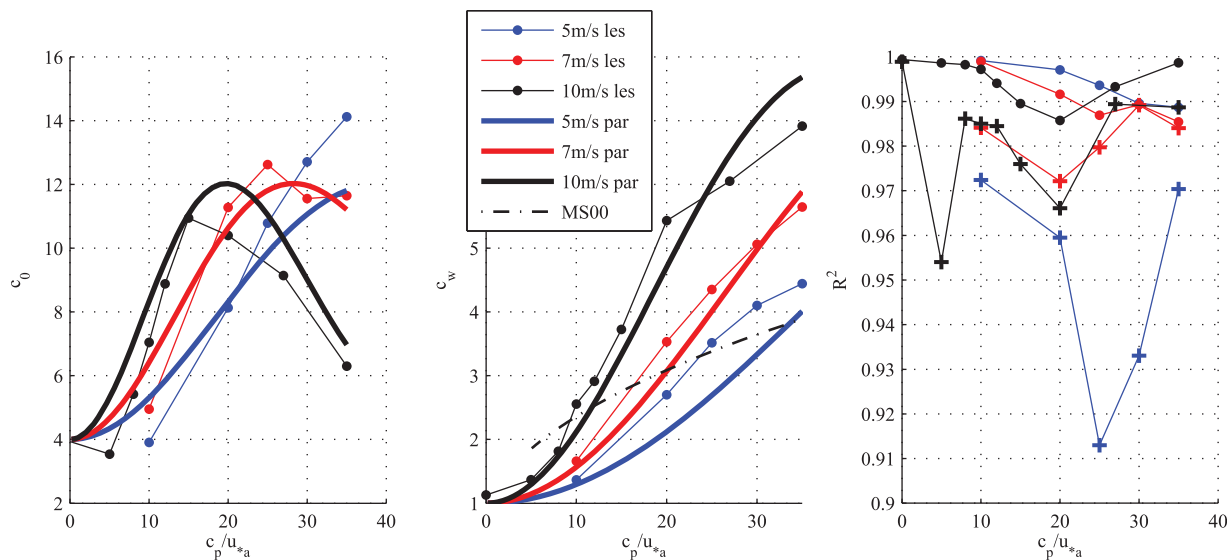 16
14
12
10
8
6
4
2
c0
0 10 20 30 40
cp/u*a
5m/s les
7m/s les
10m/s les
5m/s par
7m/s par
10m/s par
MS00
5
4
3
2
1
cw
0 10 20 30
cp/u*a
1
0.99
0.98
0.97
0.96
0.95
0.94
0.93
0.92
0.91
0.9
R2
0 10 20 30 40
cp/u*a